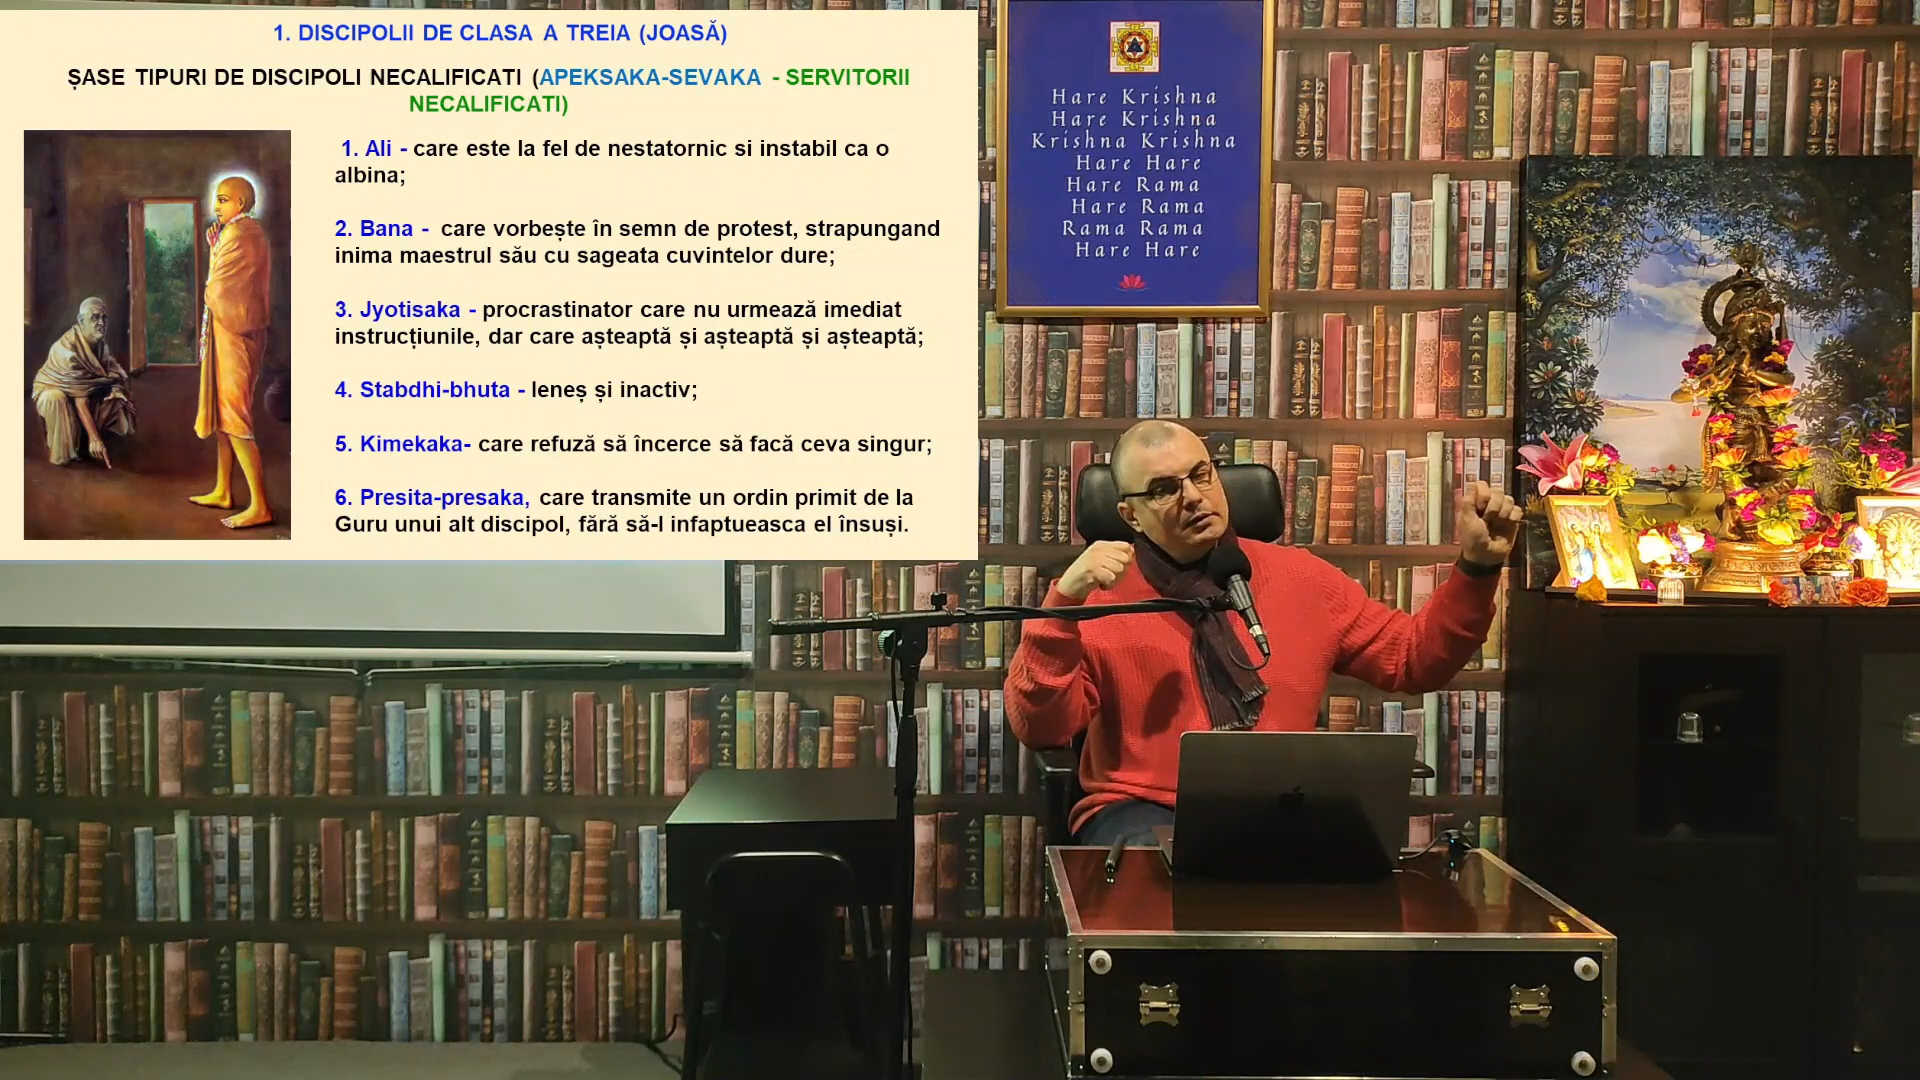 1. DISCIPOLII DE CLASA A TREIA (JOASĂ)
ȘASE TIPURI DE DISCIPOLI NECALIFICATI (APEKSAKA-SEVAKA - SERVITORII
NECALIFICATI)
1. Ali - care este la fel de nestatornic si instabil ca o
albina;
2. Bana - care vorbește în semn de protest, strapungand
inima maestrul său cu sageata cuvintelor dure;
3. Jyotisaka - procrastinator care nu urmează imediat
instrucțiunile, dar care așteaptă și așteaptă și așteaptă;
4. Stabdhi-bhuta - leneș și inactiv;
5. Kimekaka- care refuză să încerce să facă ceva singur;
6. Presita-presaka, care transmite un ordin primit de la
Guru unui alt discipol, fără să-l infaptueasca el însuși.
Hare Krishna
Hare Krishna
Krishna Krishna
Hare Hare
Hare Rama
Hare Rama
Rama Rama
Hare Hare